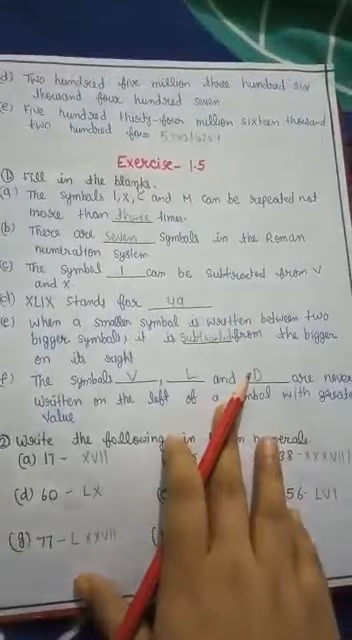 d) Two hundred five million three hundred six
thousand four hundred seven
(e) Five hundred thirty-four million sixteen thousand
two hundred four 534016204
Exercise-1.5
① Fill in the blanks.
(a) The symbols I, X, C and M can be repeated not
more than three times.
(b) There are seven symbols in the Roman
numeration system
(c) The symbol I can be subtracted from V
and X.
(d) XLIX stands for 49
(e) When a smaller symbol is written between two
bigger symbols, it is subtracted from the bigger
on its right
(f) The symbols V, L and D are never
written on the left of a symbol with greate
value
② Write the following in numerals.
(a) 17 - XVII
38 - XXXVIII
(d) 60 - LX
56 - LVI
(g) 77 - LXXVII